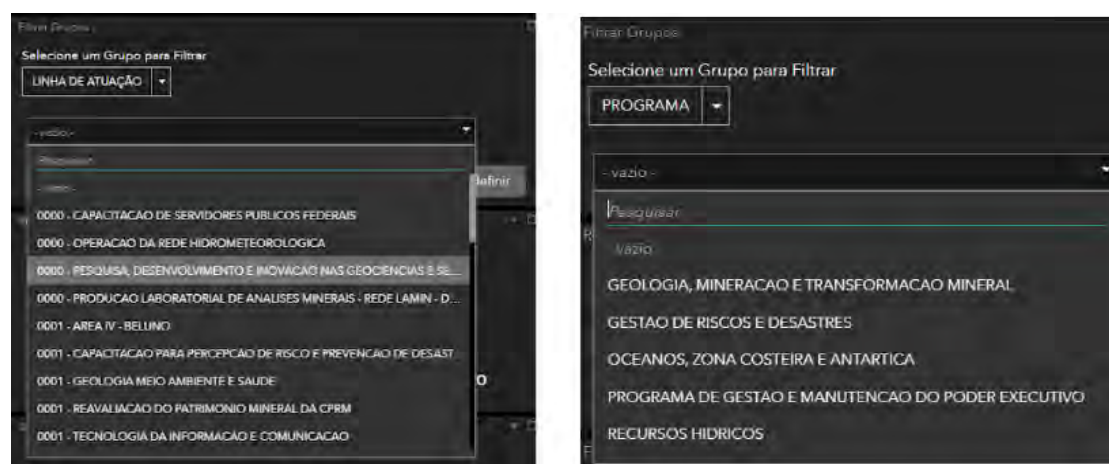 Filtrar Grupos
Selecione um Grupo para Filtrar
LINHA DE ATUAÇÃO
- vazio -
Pesquisar
- vazio -
Definir
0000 - CAPACITACAO DE SERVIDORES PUBLICOS FEDERAIS
0000 - OPERACAO DA REDE HIDROMETEOROLOGICA
0000 - PESQUISA, DESENVOLVIMENTO E INOVACAO NAS GEOCIENCIAS E SE...
0000 - PRODUCAO LABORATORIAL DE ANALISES MINERAIS - REDE LAMIN - D...
0001 - AREA IV - BELUNO
0001 - CAPACITACAO PARA PERCEPCAO DE RISCO E PREVENCAO DE DESAST...
0001 - GEOLOGIA MEIO AMBIENTE E SAUDE
O
0001 - REAVALIACAO DO PATRIMONIO MINERAL DA CPRM
0001 - TECNOLOGIA DA INFORMACAO E COMUNICACAO
Filtrar Grupos
Selecione um Grupo para Filtrar
PROGRAMA
- vazio -
Pesquisar
- vazio -
GEOLOGIA, MINERACAO E TRANSFORMACAO MINERAL
GESTAO DE RISCOS E DESASTRES
OCEANOS, ZONA COSTEIRA E ANTARTICA
PROGRAMA DE GESTAO E MANUTENCAO DO PODER EXECUTIVO
RECURSOS HIDRICOS